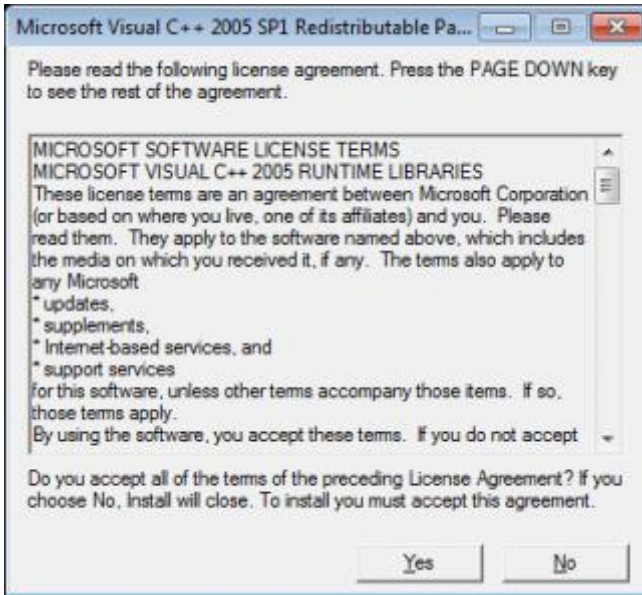 Microsoft Visual C++ 2005 SP1 Redistributable Pa...
Please read the following license agreement. Press the PAGE DOWN key
to see the rest of the agreement.
MICROSOFT SOFTWARE LICENSE TERMS
MICROSOFT VISUAL C++ 2005 RUNTIME LIBRARIES
These license terms are an agreement between Microsoft Corporation
(or based on where you live, one of its affiliates) and you.  Please
read them.  They apply to the software named above, which includes
the media on which you received it, if any.  The terms also apply to
any Microsoft
* updates,
* supplements,
* Internet-based services, and
* support services
for this software, unless other terms accompany those items.  If so,
those terms apply.
By using the software, you accept these terms.  If you do not accept
Do you accept all of the terms of the preceding License Agreement? If you
choose No, Install will close. To install you must accept this agreement.
Yes No